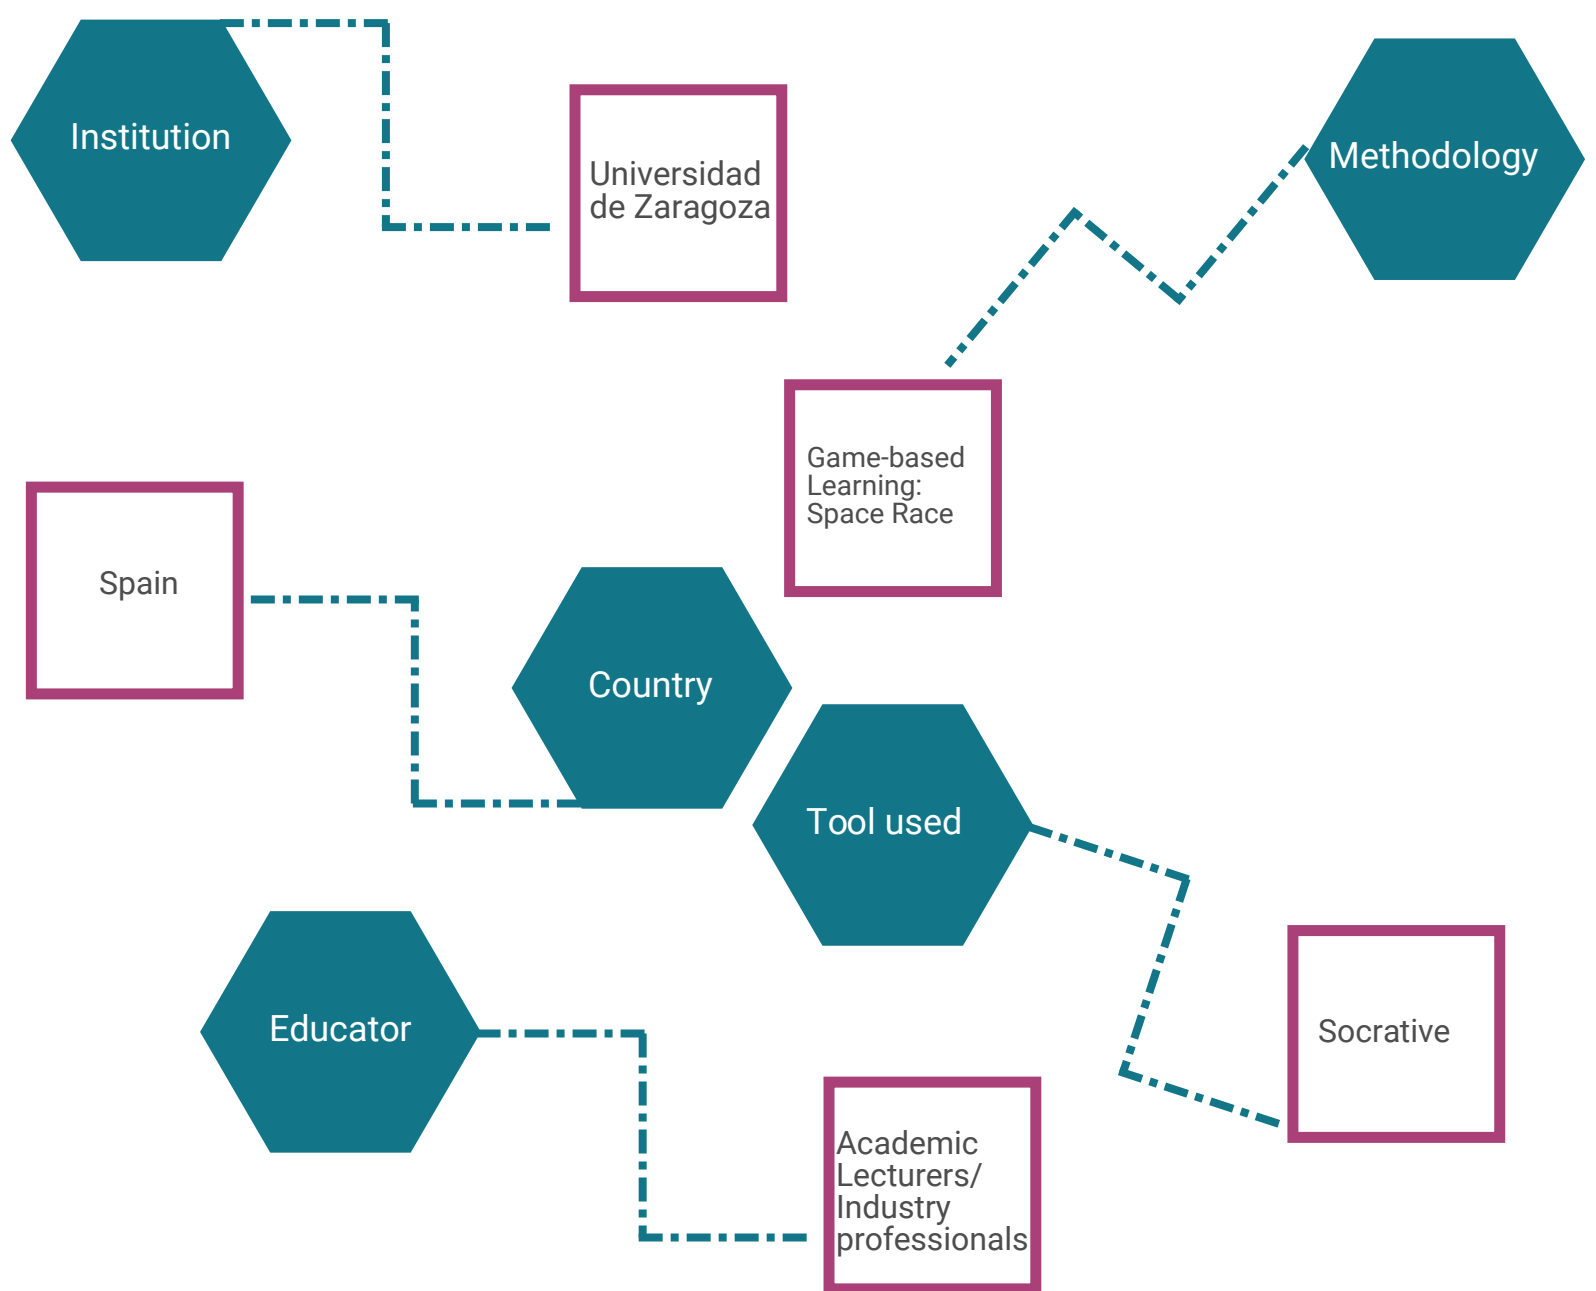 Institution
Universidad
de Zaragoza
Methodology
Game-based
Learning:
Space Race
Spain
Country
Tool used
Educator
Socrative
Academic
Lecturers/
Industry
professionals